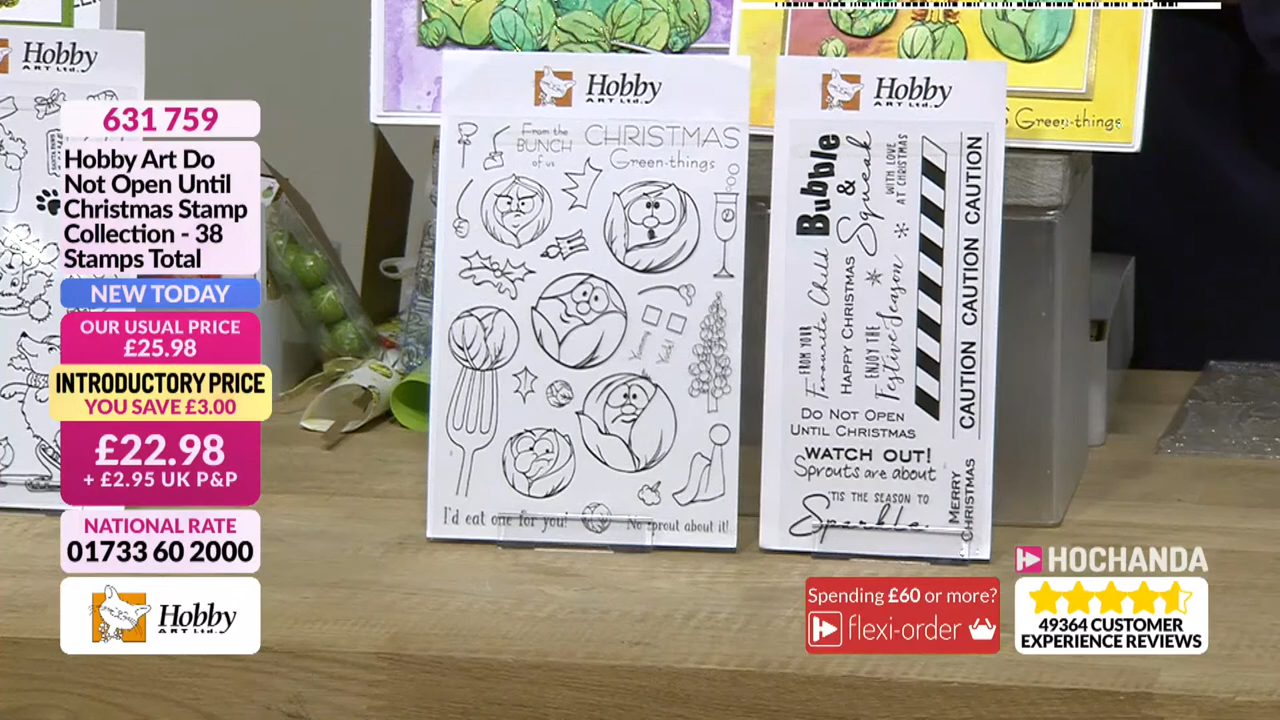 631 759
Hobby Art Do
Not Open Until
Christmas Stamp
Collection - 38
Stamps Total
NEW TODAY
OUR USUAL PRICE
£25.98
INTRODUCTORY PRICE
YOU SAVE £3.00
£22.98
+ £2.95 UK P&P
NATIONAL RATE
01733 60 2000
Hobby
ART Ltd.
Hobby
ART Ltd.
Hobby
ART Ltd.
From the
BUNCH
of us
CHRISTMAS
Green-things
Yummy
Yuk!
I'd eat one for you!
No sprout about it!
Hobby
ART Ltd.
Bubble
&
Squeak
WITH LOVE
AT CHRISTMAS
FROM YOUR
Favourite Child
HAPPY CHRISTMAS
ENJOY THE
Festive Season
CAUTION CAUTION CAUTION
DO NOT OPEN
UNTIL CHRISTMAS
WATCH OUT!
Sprouts are about
'TIS THE SEASON TO
Sparkle.
MERRY
CHRISTMAS
Green-things
HOCHANDA
Spending £60 or more?
flexi-order
49364 CUSTOMER
EXPERIENCE REVIEWS